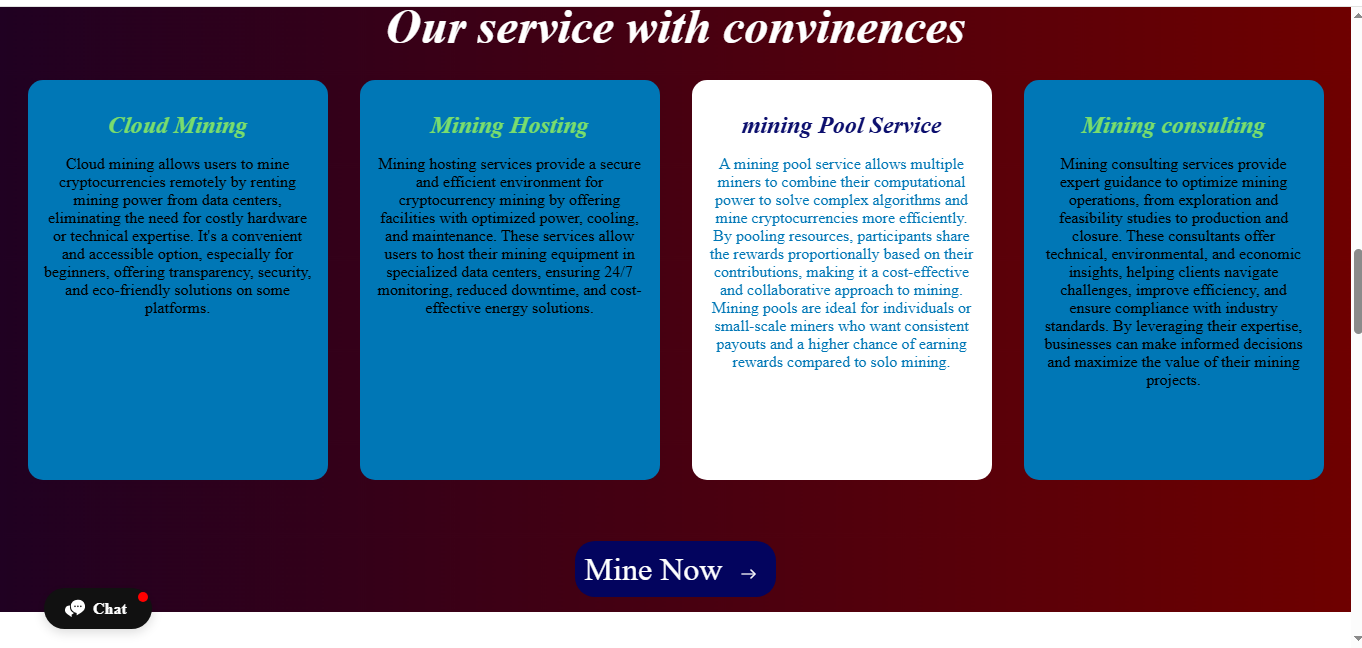 Our service with convinences
Cloud Mining
Cloud mining allows users to mine
cryptocurrencies remotely by renting
mining power from data centers,
eliminating the need for costly hardware
or technical expertise. It's a convenient
and accessible option, especially for
beginners, offering transparency, security,
and eco-friendly solutions on some
platforms.
Mining Hosting
Mining hosting services provide a secure
and efficient environment for
cryptocurrency mining by offering
facilities with optimized power, cooling,
and maintenance. These services allow
users to host their mining equipment in
specialized data centers, ensuring 24/7
monitoring, reduced downtime, and cost-
effective energy solutions.
mining Pool Service
A mining pool service allows multiple
miners to combine their computational
power to solve complex algorithms and
mine cryptocurrencies more efficiently.
By pooling resources, participants share
the rewards proportionally based on their
contributions, making it a cost-effective
and collaborative approach to mining.
Mining pools are ideal for individuals or
small-scale miners who want consistent
payouts and a higher chance of earning
rewards compared to solo mining.
Mining consulting
Mining consulting services provide
expert guidance to optimize mining
operations, from exploration and
feasibility studies to production and
closure. These consultants offer
technical, environmental, and economic
insights, helping clients navigate
challenges, improve efficiency, and
ensure compliance with industry
standards. By leveraging their expertise,
businesses can make informed decisions
and maximize the value of their mining
projects.
Mine Now →
Chat